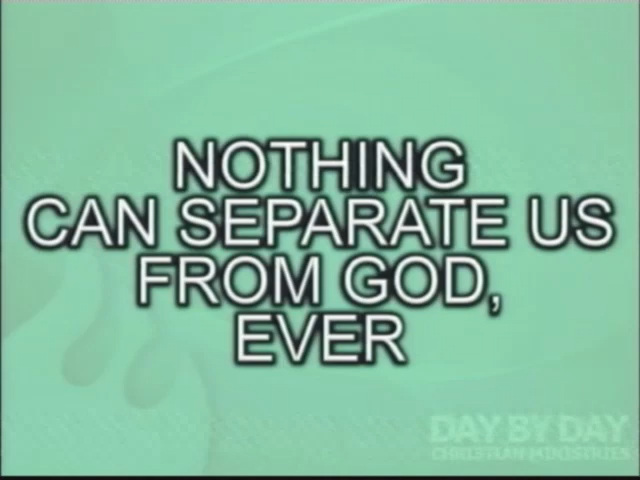 NOTHING
CAN SEPARATE US
FROM GOD,
EVER
DAY BY DAY
CHRISTIAN MINISTRIES